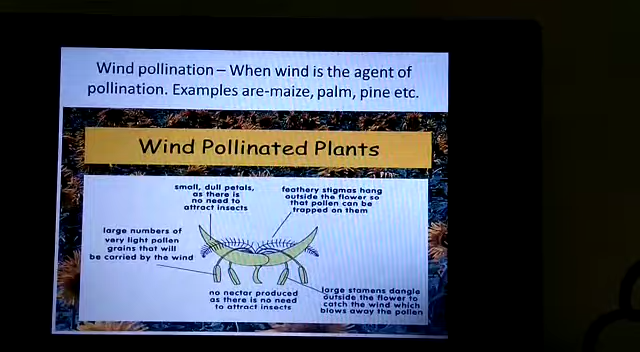 Wind pollination – When wind is the agent of
pollination. Examples are-maize, palm, pine etc.
Wind Pollinated Plants
small, dull petals,
as there is
no need to
attract insects
feathery stigmas hang
outside the flower so
that pollen can be
trapped on them
large numbers of
very light pollen
grains that will
be carried by the wind
no nectar produced
as there is no need
to attract insects
large stamens dangle
outside the flower to
catch the wind which
blows away the pollen